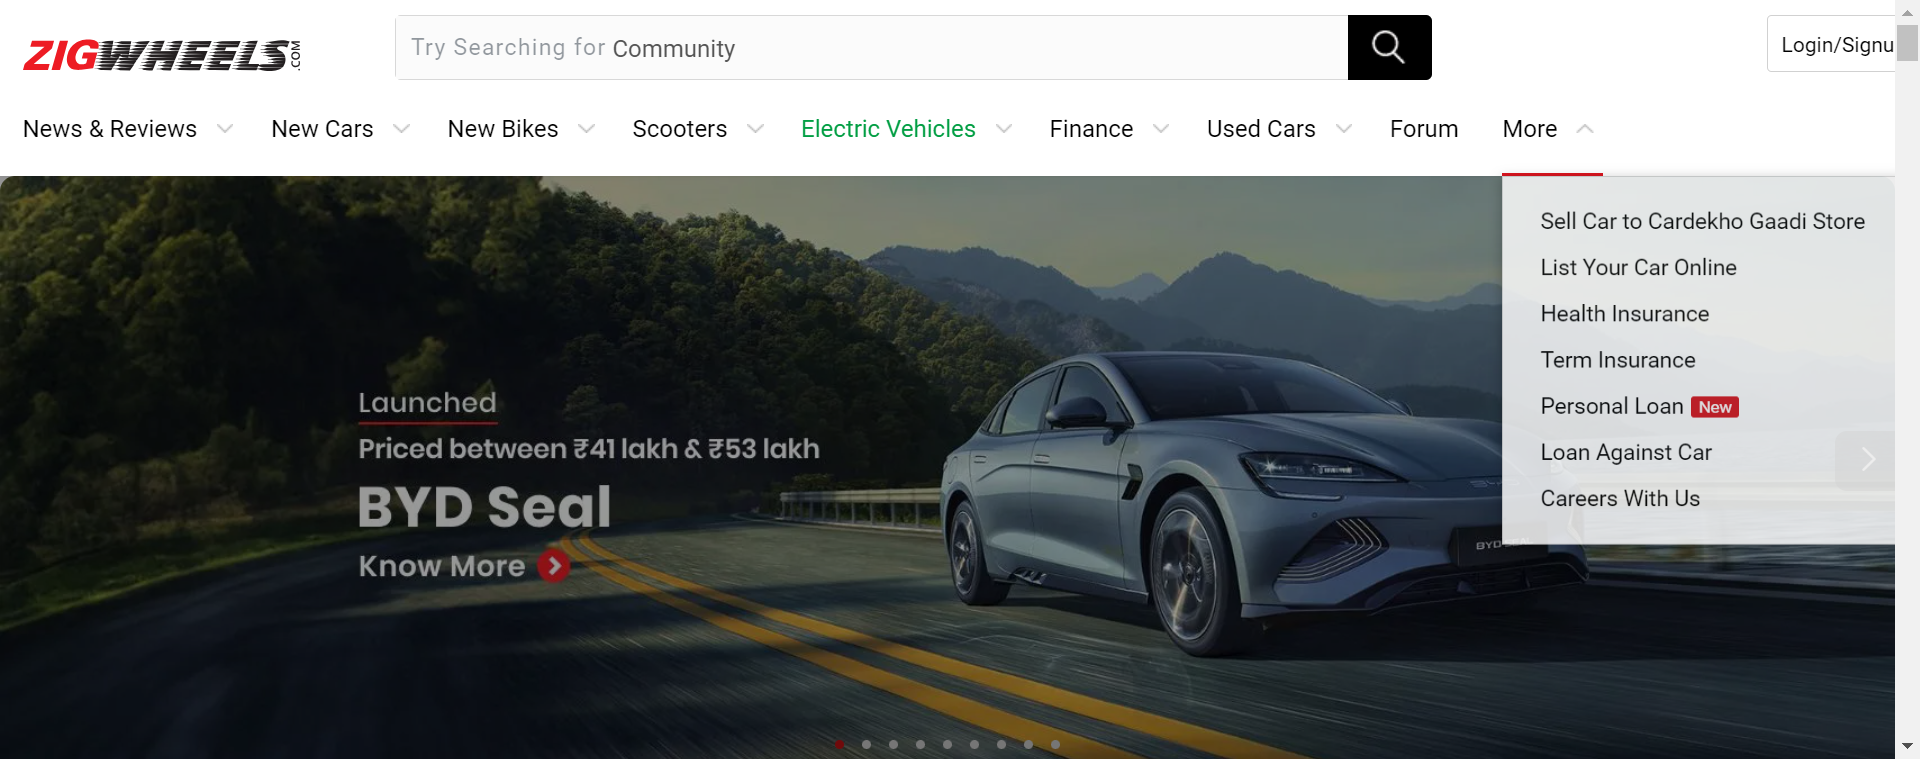 ZIGWHEELS.COM
Try Searching for Community
Login/Signu
News & Reviews New Cars New Bikes Scooters Electric Vehicles Finance Used Cars Forum More
Sell Car to Cardekho Gaadi Store
List Your Car Online
Health Insurance
Term Insurance
Personal Loan New
Loan Against Car
Careers With Us
Launched
Priced between ₹41 lakh & ₹53 lakh
BYD Seal
Know More
BYD SEAL